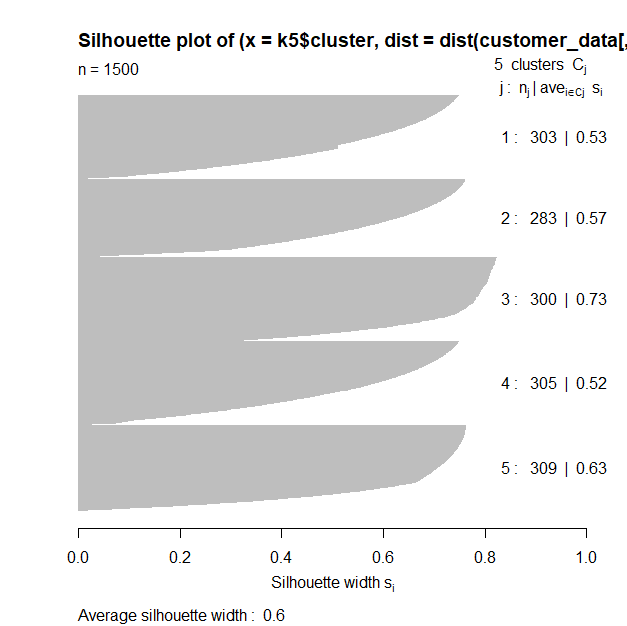 Silhouette plot of (x = k5$cluster, dist = dist(customer_data[,
n = 1500
5 clusters Cj
j : nj | avei∈Cj si
1 : 303 | 0.53
2 : 283 | 0.57
3 : 300 | 0.73
4 : 305 | 0.52
5 : 309 | 0.63
0.0 0.2 0.4 0.6 0.8 1.0
Silhouette width si
Average silhouette width : 0.6